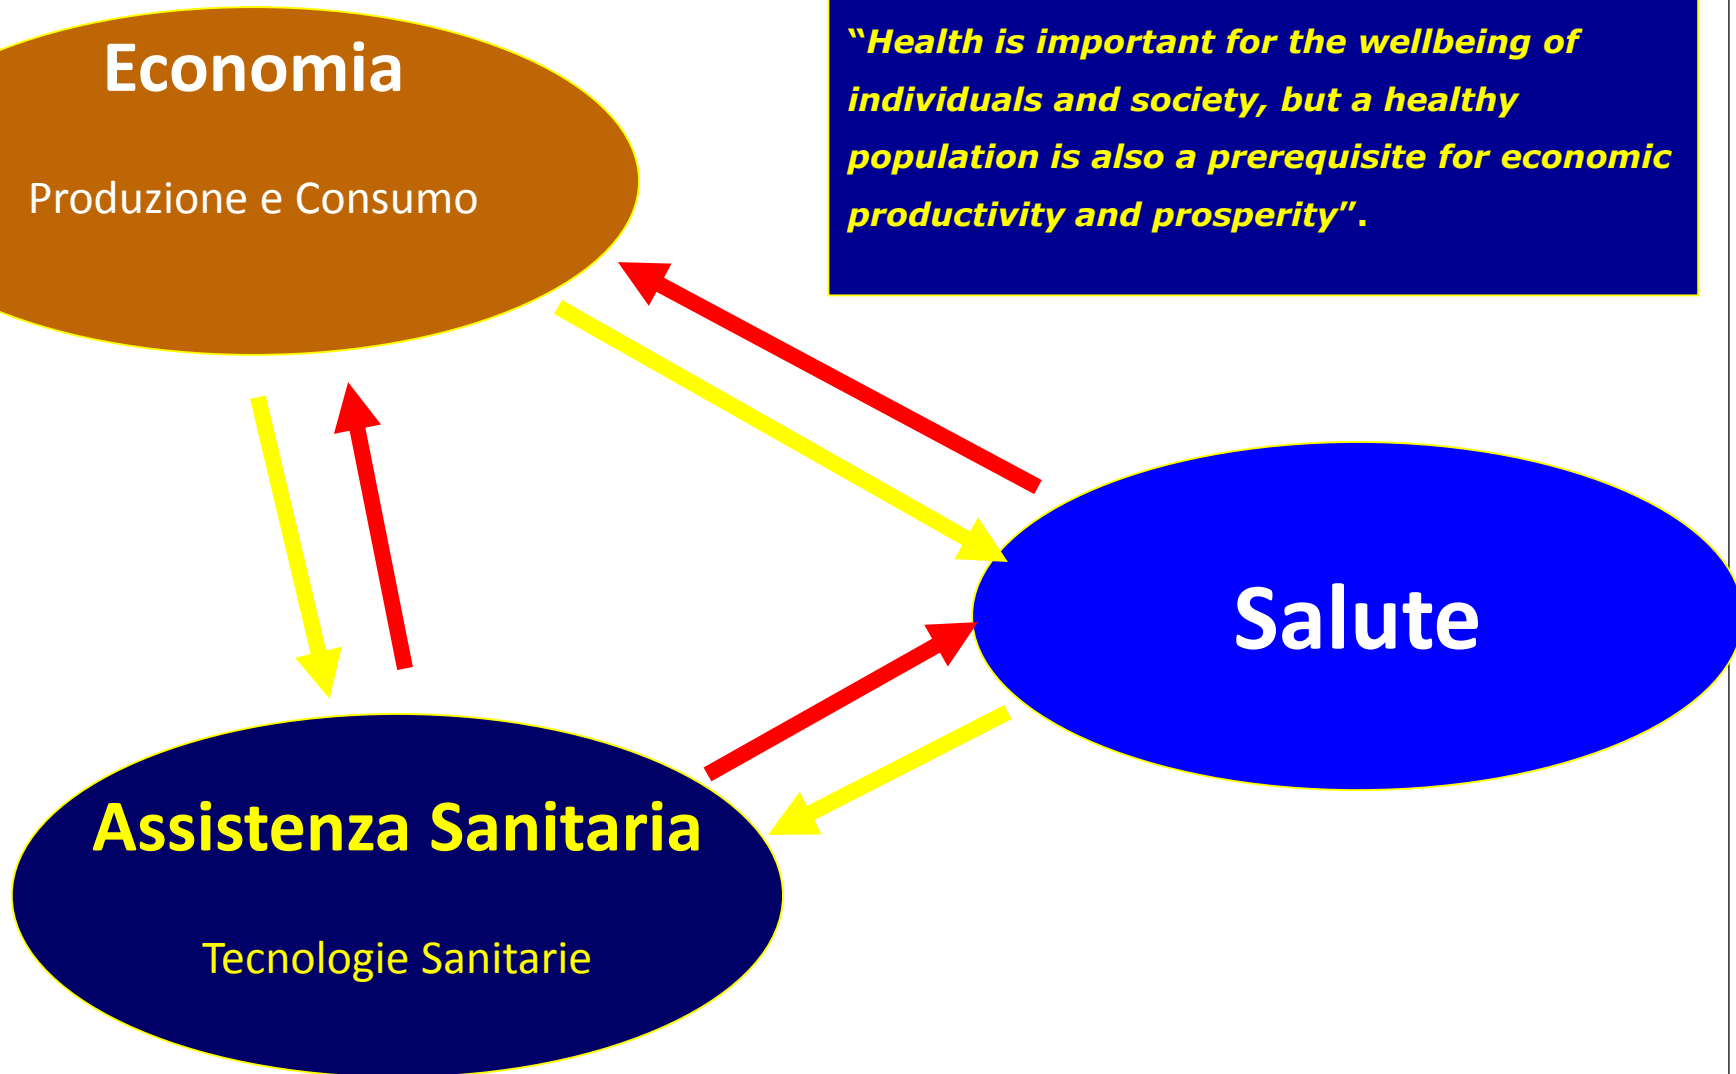 Economia
Produzione e Consumo
“Health is important for the wellbeing of
individuals and society, but a healthy
population is also a prerequisite for economic
productivity and prosperity”.
Salute
Assistenza Sanitaria
Tecnologie Sanitarie